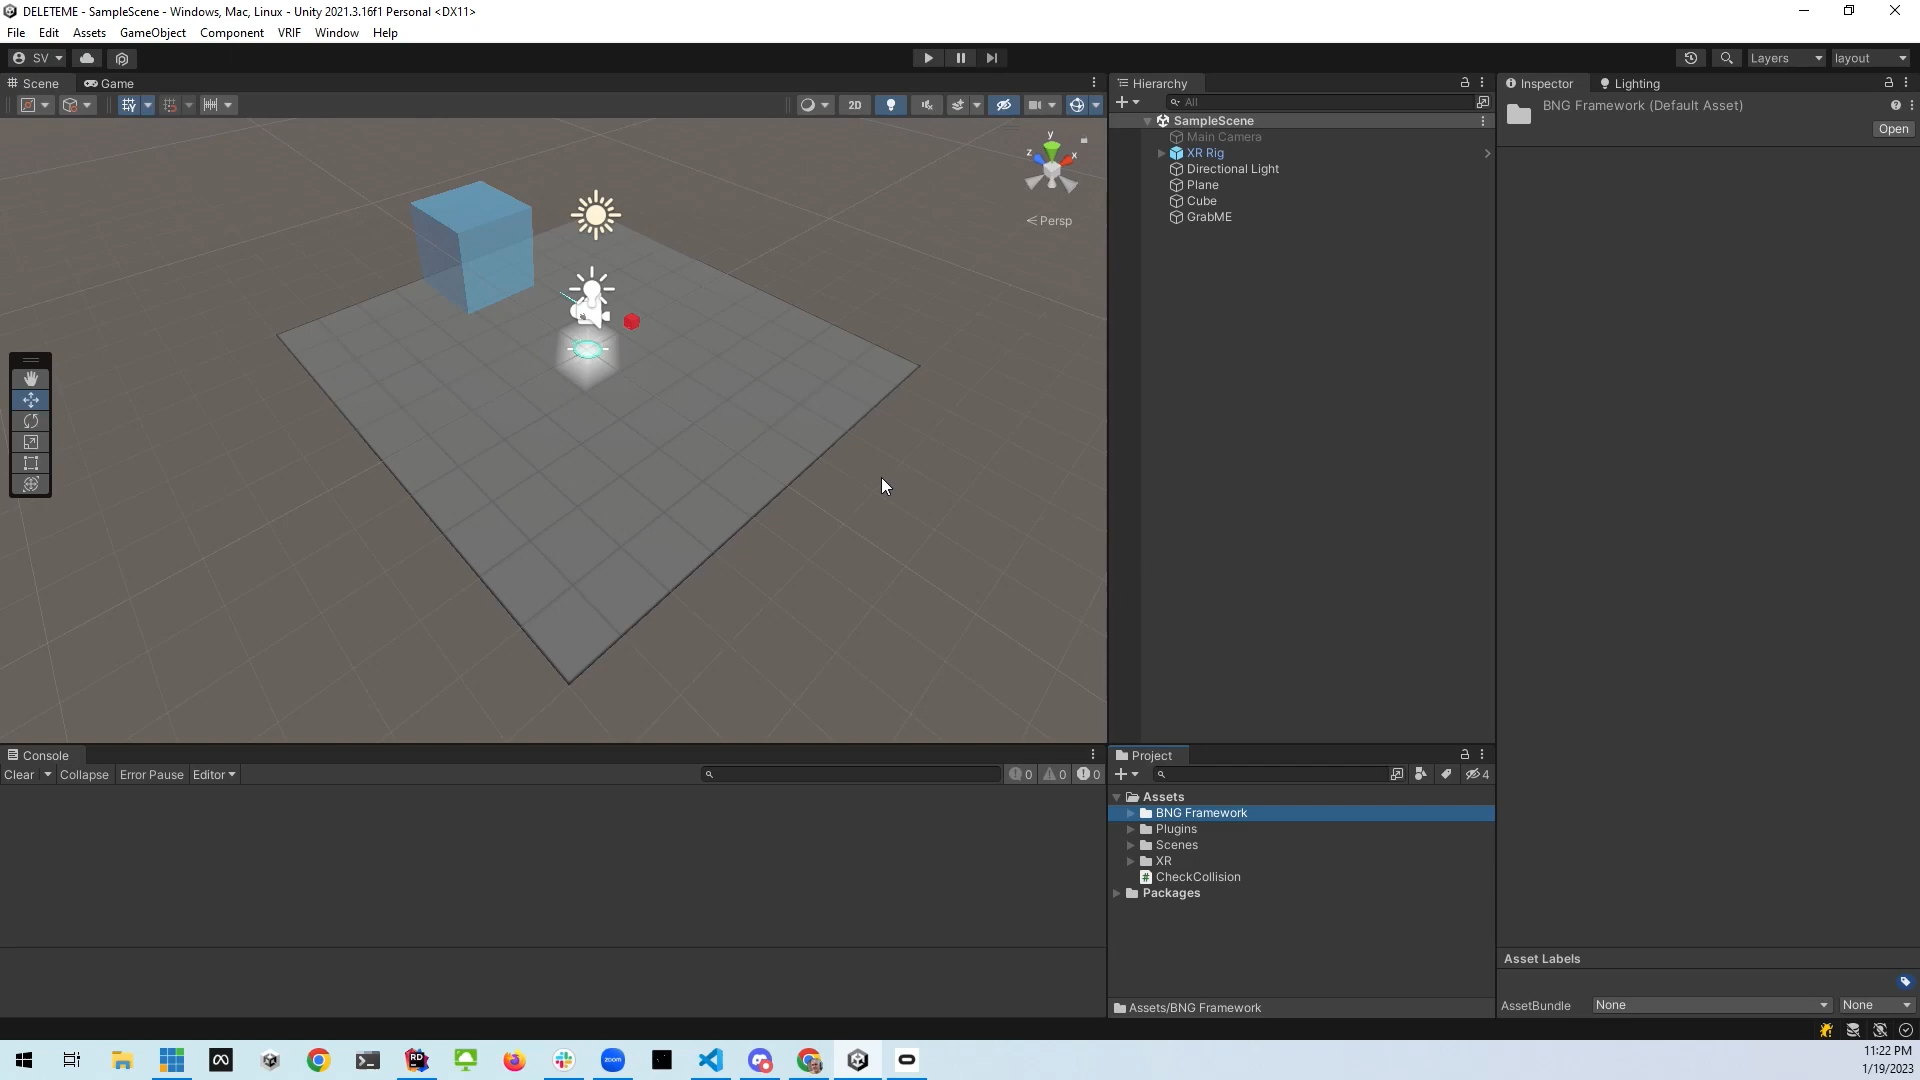 DELETEME - SampleScene - Windows, Mac, Linux - Unity 2021.3.16f1 Personal <DX11>
File Edit Assets GameObject Component VRIF Window Help
SV Layers layout
Scene Game
2D
y
z x
< Persp
Hierarchy
All
SampleScene
Main Camera
XR Rig
Directional Light
Plane
Cube
GrabME
Inspector Lighting
BNG Framework (Default Asset)
Open
Console
Clear Collapse Error Pause Editor 0 0 0
Project
4
Assets
BNG Framework
Plugins
Scenes
XR
# CheckCollision
Packages
Assets/BNG Framework
Asset Labels
AssetBundle None None
RD zoom
11:22 PM
1/19/2023